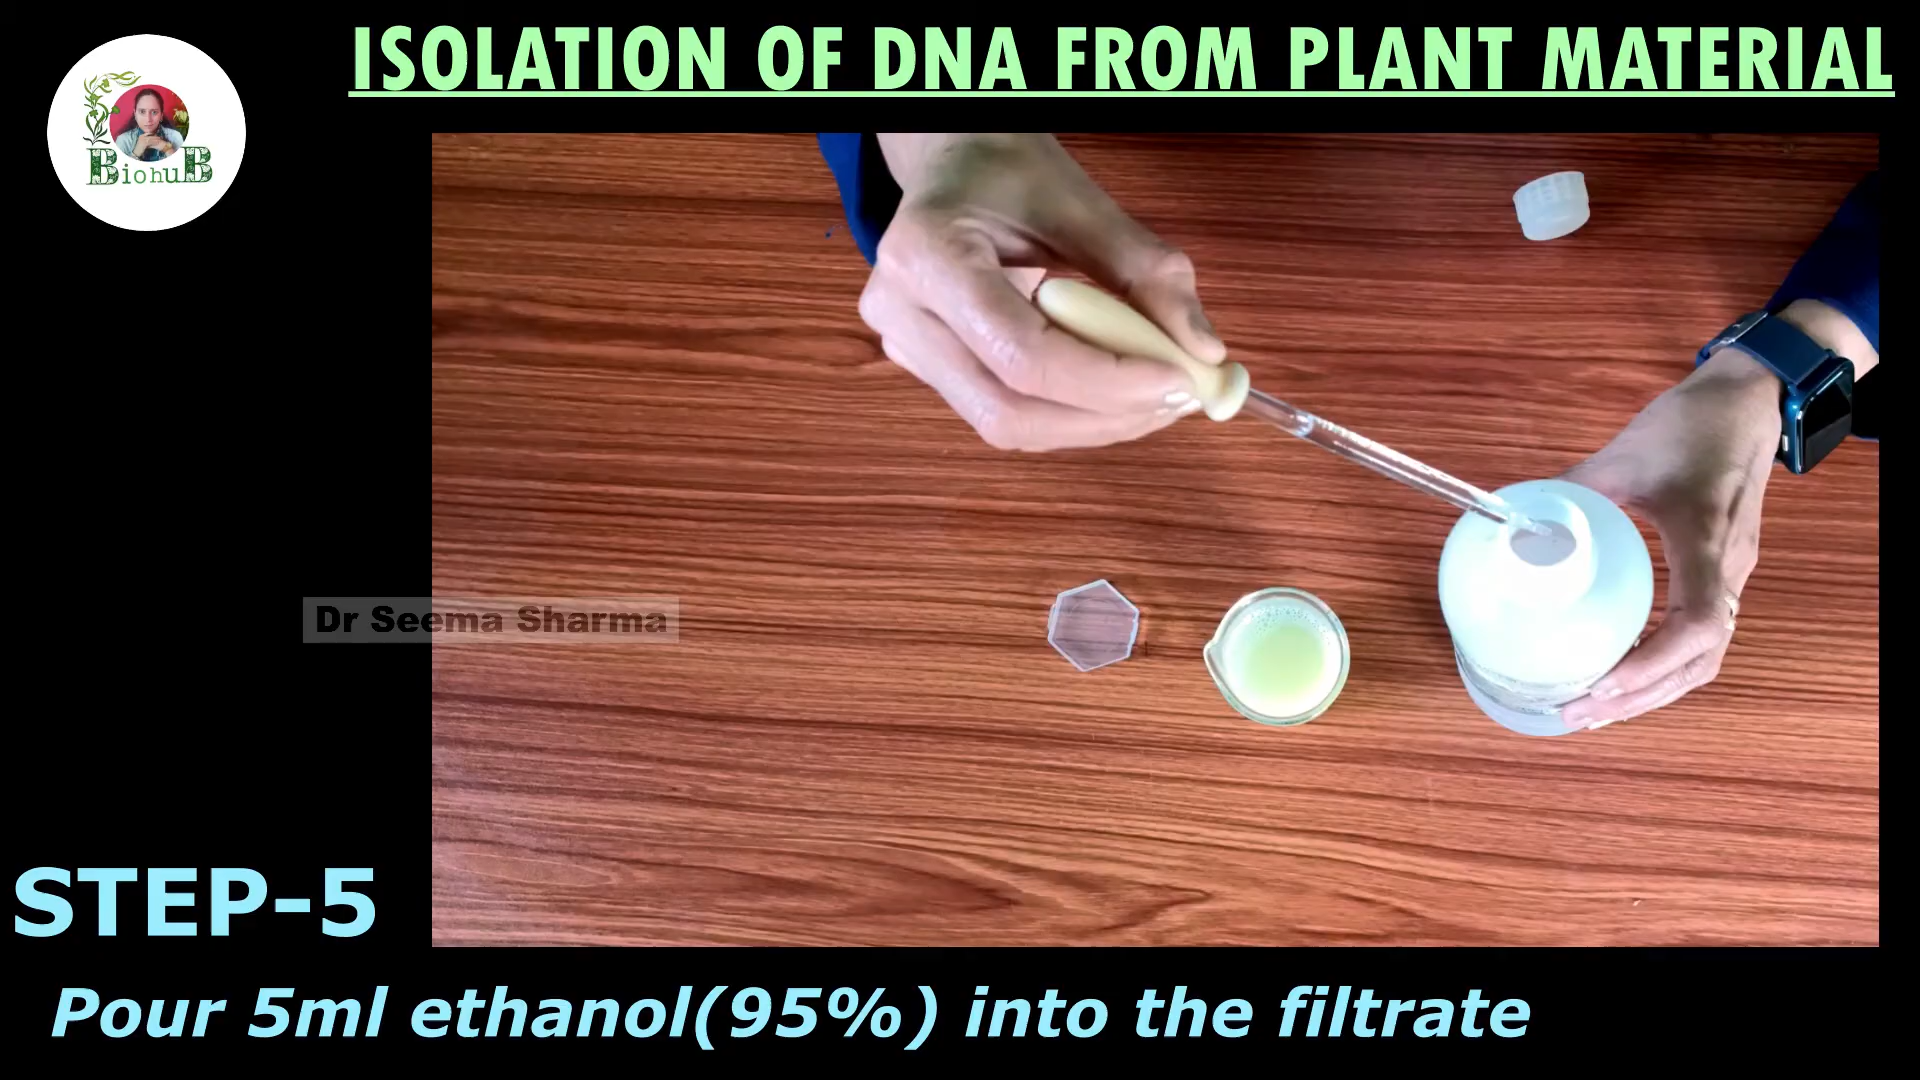 ISOLATION OF DNA FROM PLANT MATERIAL
BiohuB
Dr Seema Sharma
STEP-5
Pour 5ml ethanol(95%) into the filtrate